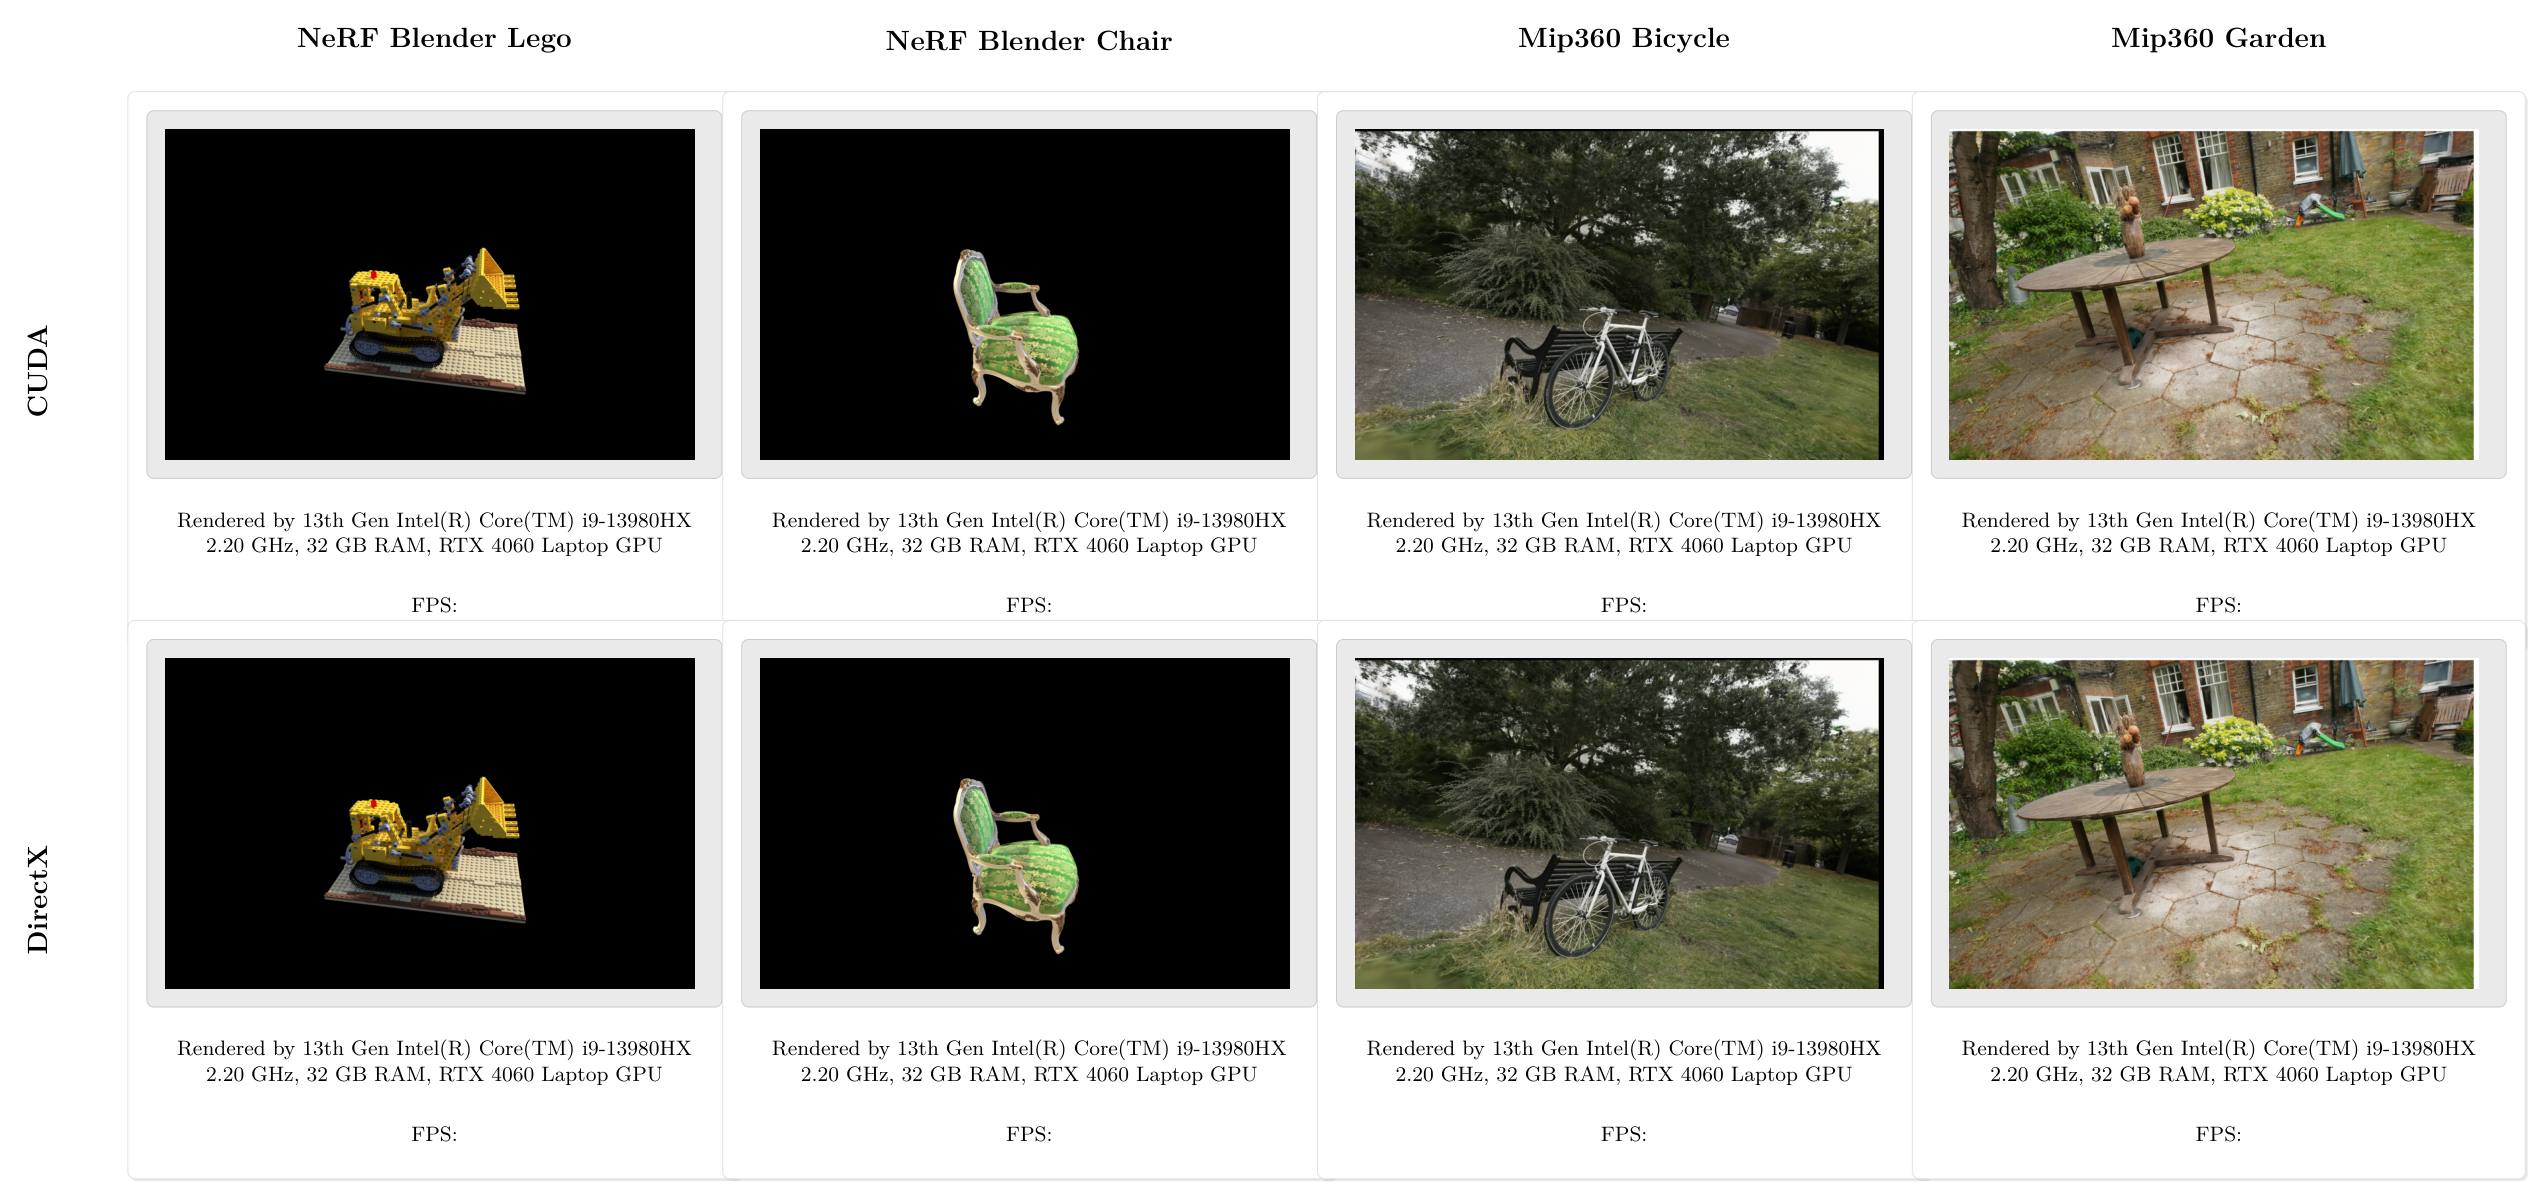 NeRF Blender Lego
NeRF Blender Chair
Mip360 Bicycle
Mip360 Garden
CUDA
Rendered by 13th Gen Intel(R) Core(TM) i9-13980HX
2.20 GHz, 32 GB RAM, RTX 4060 Laptop GPU
FPS:
Rendered by 13th Gen Intel(R) Core(TM) i9-13980HX
2.20 GHz, 32 GB RAM, RTX 4060 Laptop GPU
FPS:
Rendered by 13th Gen Intel(R) Core(TM) i9-13980HX
2.20 GHz, 32 GB RAM, RTX 4060 Laptop GPU
FPS:
Rendered by 13th Gen Intel(R) Core(TM) i9-13980HX
2.20 GHz, 32 GB RAM, RTX 4060 Laptop GPU
FPS:
DirectX
Rendered by 13th Gen Intel(R) Core(TM) i9-13980HX
2.20 GHz, 32 GB RAM, RTX 4060 Laptop GPU
FPS:
Rendered by 13th Gen Intel(R) Core(TM) i9-13980HX
2.20 GHz, 32 GB RAM, RTX 4060 Laptop GPU
FPS:
Rendered by 13th Gen Intel(R) Core(TM) i9-13980HX
2.20 GHz, 32 GB RAM, RTX 4060 Laptop GPU
FPS:
Rendered by 13th Gen Intel(R) Core(TM) i9-13980HX
2.20 GHz, 32 GB RAM, RTX 4060 Laptop GPU
FPS: